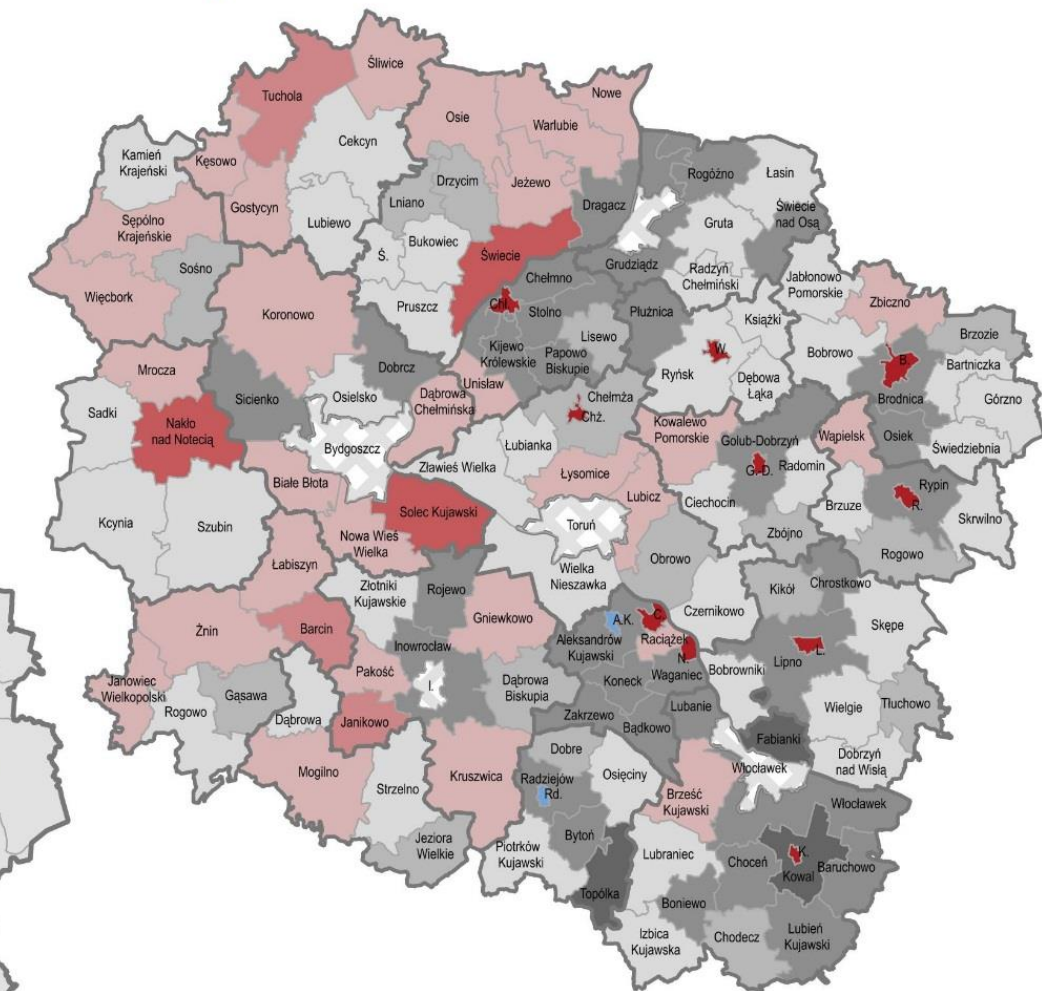 Śliwice
Tuchola
Nowe
Osie
Warlubie
Cekcyn
Kamień
Krajeński
Kęsowo
Rogóźno
Łasin
Drzycim
Jeżewo
Lniano
Dragacz
Gostycyn
Świecie
nad Osą
Sępólno
Krajeńskie
Lubiewo
Gruta
Bukowiec
Ś.
Świecie
Sośno
Grudziądz
Radzyń
Chełmiński
Chełmno
Jabłonowo
Pomorskie
Więcbork
Koronowo
Pruszcz
Chł.
Stolno
Płużnica
Zbiczno
Książki
Brzozie
Lisewo
Kijewo
Królewskie
Papowo
Biskupie
W.
Bobrowo
B.
Bartniczka
Dobrcz
Mrocza
Unisław
Ryńsk
Dębowa
Łąka
Osielsko
Dąbrowa
Chełmińska
Chełmża
Brodnica
Górzno
Sadki
Sicienko
Chż.
Nakło
nad Notecią
Kowalewo
Pomorskie
Golub-Dobrzyń
Wąpielsk
Osiek
Świedziebnia
Bydgoszcz
Łubianka
Zławieś Wielka
G.-D.
Radomin
Białe Błota
Łysomice
Rypin
Ciechocin
Lubicz
Brzuze
R.
Solec Kujawski
Kcynia
Szubin
Toruń
Skrwilno
Nowa Wieś
Wielka
Zbójno
Rogowo
Obrowo
Łabiszyn
Wielka
Nieszawka
Złotniki
Kujawskie
Rojewo
Kikół
Chrostkowo
Czernikowo
Gniewkowo
A.K.
C.
Skępe
Żnin
Barcin
Aleksandrów
Kujawski
Raciążek
Inowrocław
L.
N.
Lipno
Bobrowniki
Pakość
Waganiec
Janowiec
Wielkopolski
Gąsawa
I.
Dąbrowa
Biskupia
Koneck
Rogowo
Lubanie
Wielgie
Tłuchowo
Dąbrowa
Janikowo
Zakrzewo
Bądkowo
Fabianki
Dobre
Dobrzyń
nad Wisłą
Mogilno
Kruszwica
Osięciny
Włocławek
Radziejów
Strzelno
Rd.
Brześć
Kujawski
Włocławek
Bytoń
Jeziora
Wielkie
Piotrków
Kujawski
Lubraniec
K.
Choceń
Baruchowo
Kowal
Topólka
Boniewo
Lubień
Kujawski
Izbica
Kujawska
Chodecz